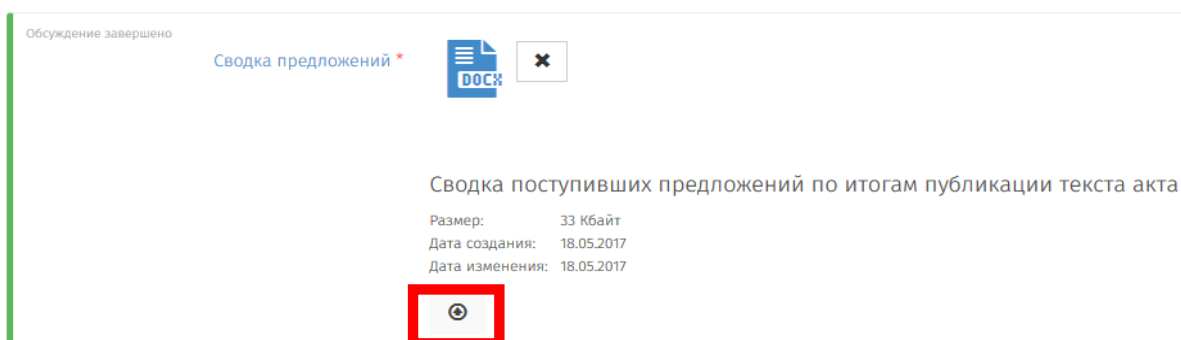 Обсуждение завершено
Сводка предложений *
DOCX
Сводка поступивших предложений по итогам публикации текста акта
Размер: 33 Кбайт
Дата создания: 18.05.2017
Дата изменения: 18.05.2017